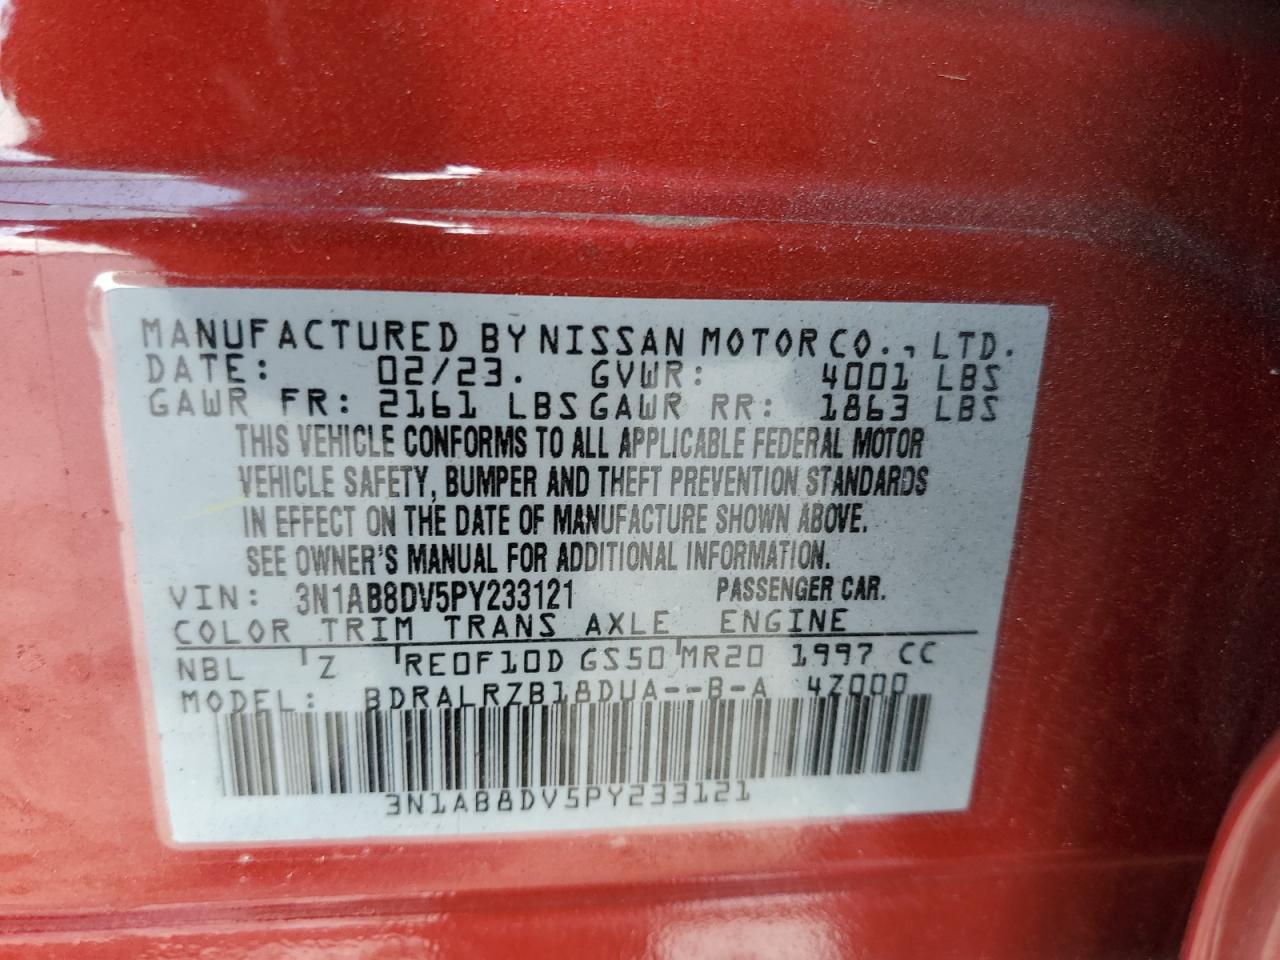 MANUFACTURED BY NISSAN MOTOR CO., LTD.
DATE: 02/23. GVWR: 4001 LBS
GAWR FR: 2161 LBS GAWR RR: 1863 LBS
THIS VEHICLE CONFORMS TO ALL APPLICABLE FEDERAL MOTOR
VEHICLE SAFETY, BUMPER AND THEFT PREVENTION STANDARDS
IN EFFECT ON THE DATE OF MANUFACTURE SHOWN ABOVE.
SEE OWNER'S MANUAL FOR ADDITIONAL INFORMATION.
VIN: 3N1AB8DV5PY233121 PASSENGER CAR.
COLOR TRIM TRANS AXLE ENGINE
NBL Z RE0F10D GS50 MR20 1997 CC
MODEL: BDRALRZB18DUA--B-A 4Z000
3N1AB8DV5PY233121